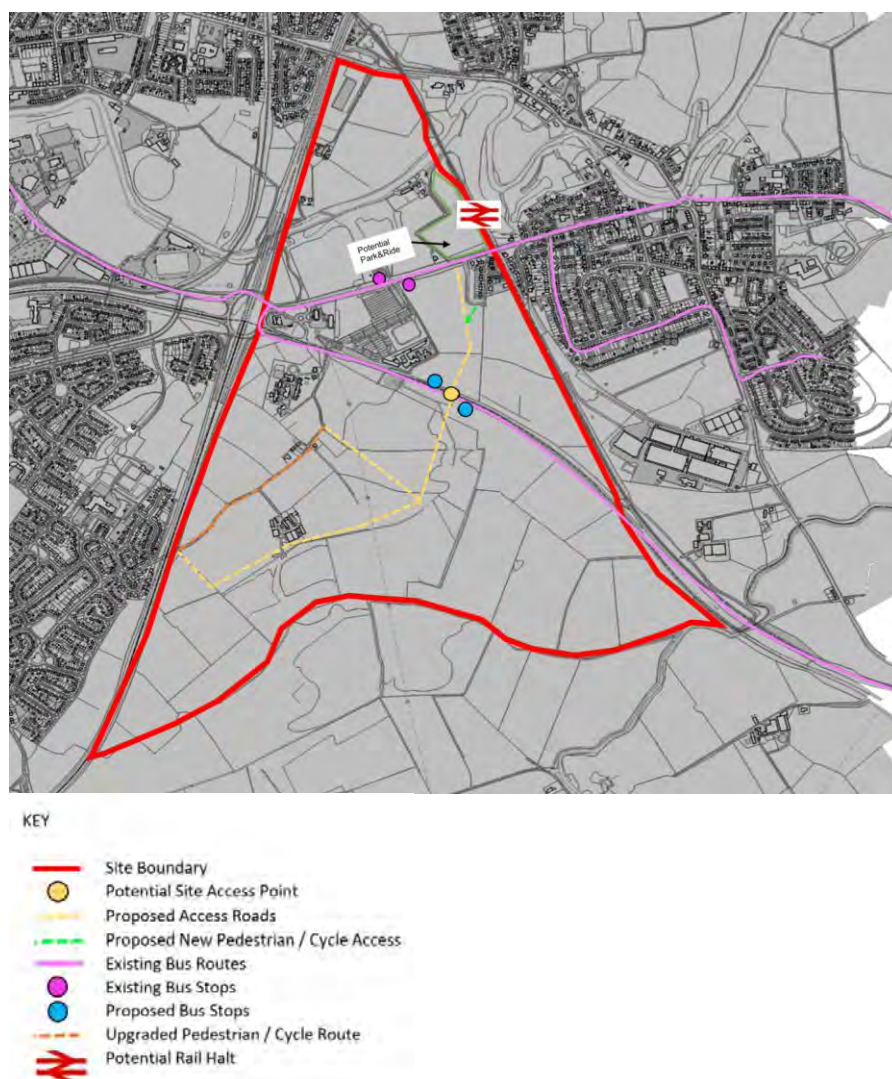 Potential
Park&Ride
KEY
Site Boundary
Potential Site Access Point
Proposed Access Roads
Proposed New Pedestrian / Cycle Access
Existing Bus Routes
Existing Bus Stops
Proposed Bus Stops
Upgraded Pedestrian / Cycle Route
Potential Rail Halt